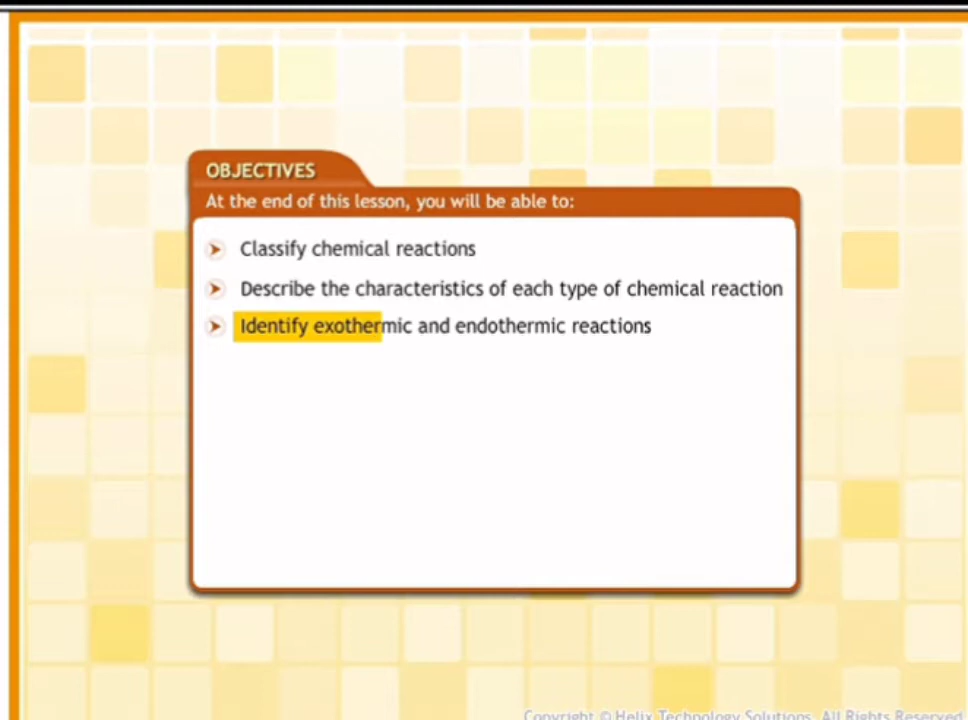 OBJECTIVES
At the end of this lesson, you will be able to:
Classify chemical reactions
Describe the characteristics of each type of chemical reaction
Identify exothermic and endothermic reactions
Copyright © Helix Technology Solutions. All Rights Reserved